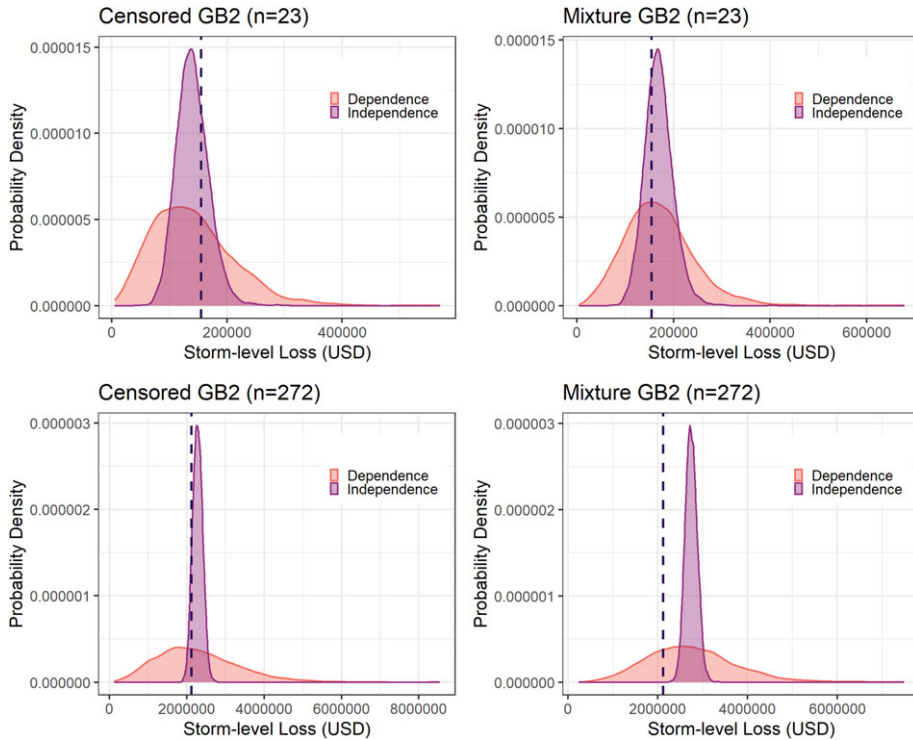 Censored GB2 (n=23)
0.000015
0.000010
0.000005
0.000000
Probability Density
Dependence
Independence
0
200000
400000
Storm-level Loss (USD)
Mixture GB2 (n=23)
0.000015
0.000010
0.000005
0.000000
Probability Density
Dependence
Independence
0
200000
400000
600000
Storm-level Loss (USD)
Censored GB2 (n=272)
0.000003
0.000002
0.000001
0.000000
Probability Density
Dependence
Independence
0
2000000
4000000
6000000
8000000
Storm-level Loss (USD)
Mixture GB2 (n=272)
0.000003
0.000002
0.000001
0.000000
Probability Density
Dependence
Independence
0
2000000
4000000
6000000
Storm-level Loss (USD)